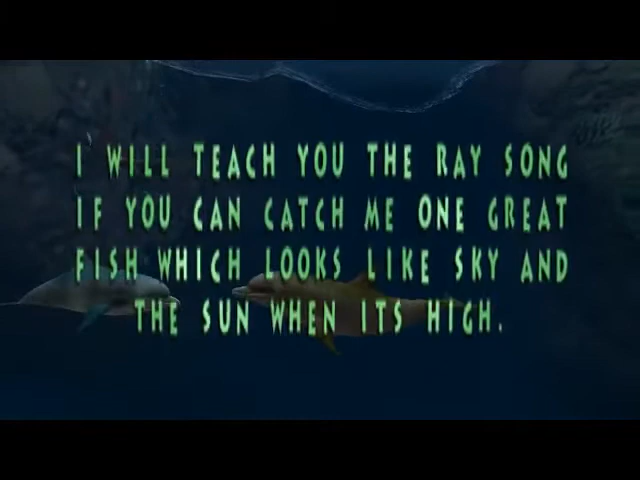 I WILL TEACH YOU THE RAY SONG
IF YOU CAN CATCH ME ONE GREAT
FISH WHICH LOOKS LIKE SKY AND
THE SUN WHEN ITS HIGH.